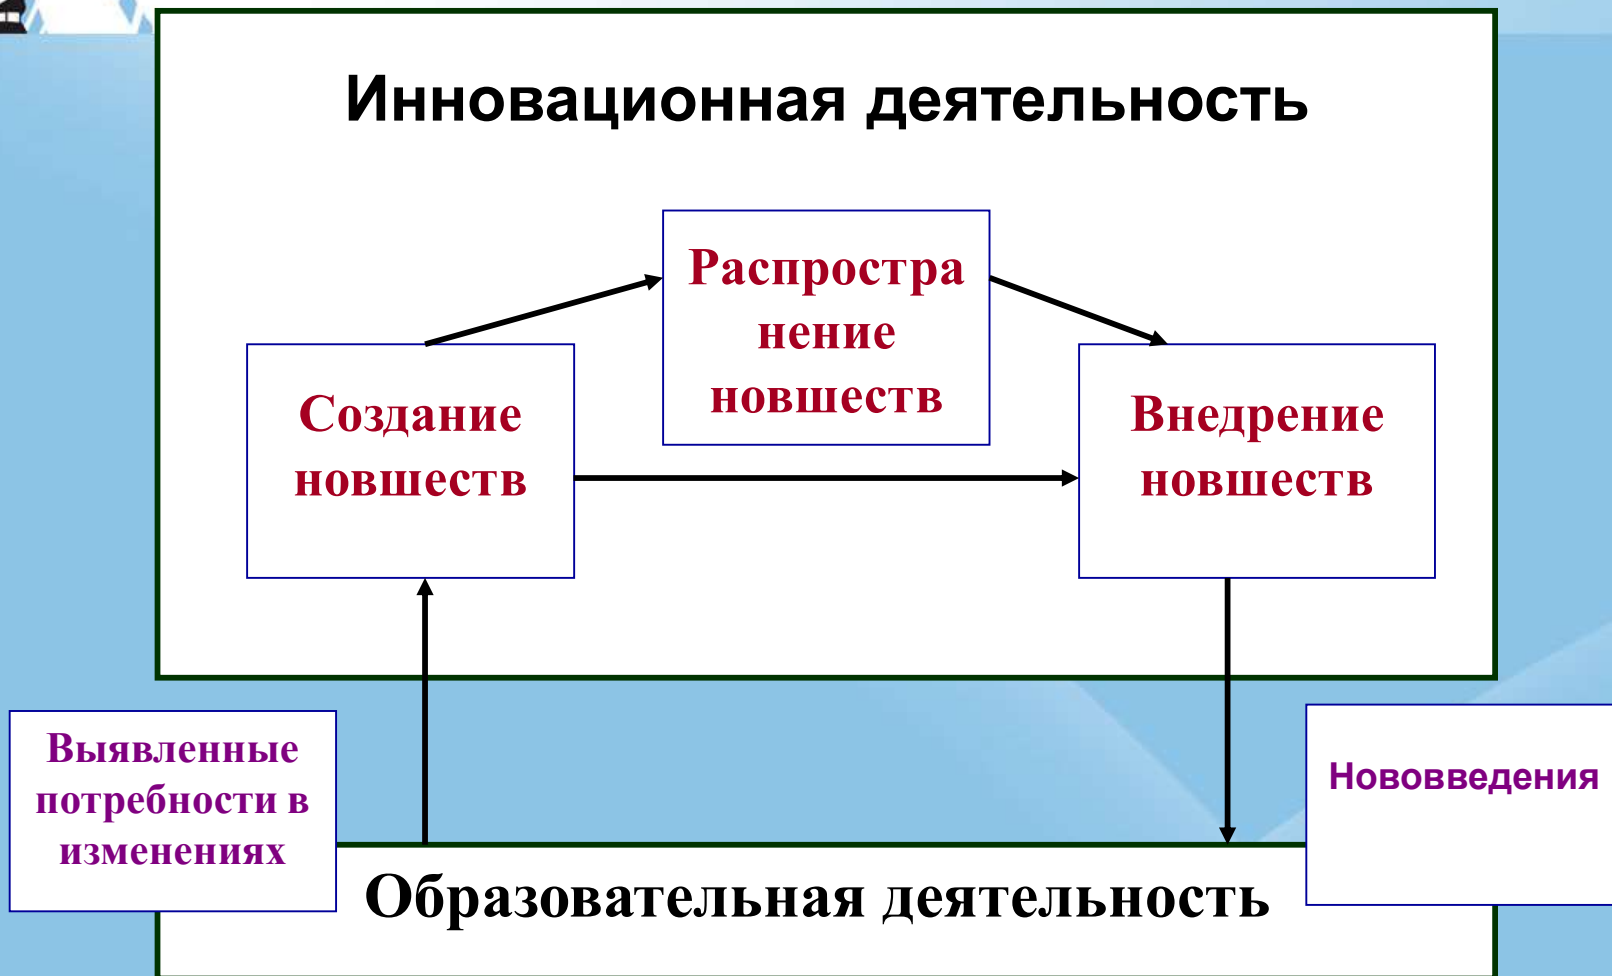 Инновационная деятельность
Распростра
нение
новшеств
Создание
новшеств
Внедрение
новшеств
Выявленные
потребности в
изменениях
Нововведения
Образовательная деятельность